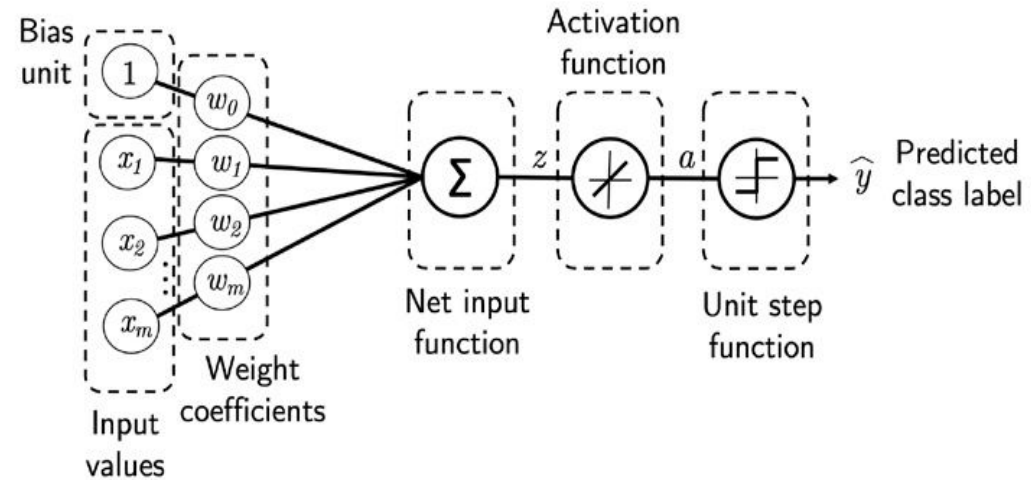 Bias
unit
1
w₀
x₁
w₁
x₂
w₂
⋮
xₘ
wₘ
Input
values
Weight
coefficients
Σ
Net input
function
z
Activation
function
a
Unit step
function
ŷ
Predicted
class label